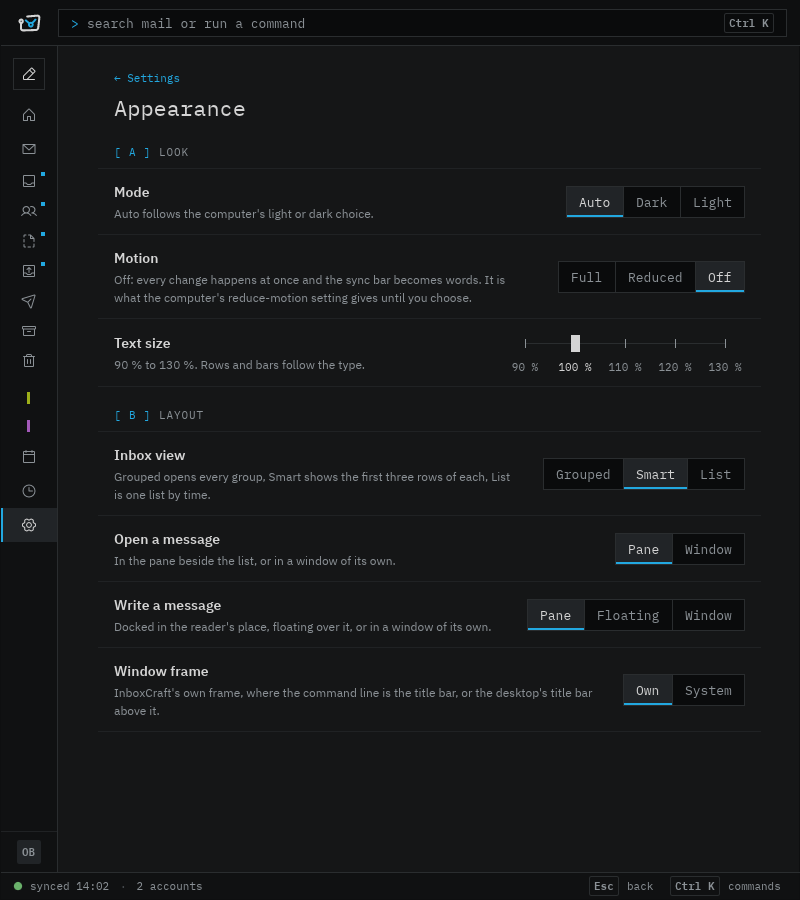 > search mail or run a command
Ctrl K
← Settings
Appearance
[ A ] LOOK
Mode
Auto follows the computer's light or dark choice.
Auto Dark Light
Motion
Off: every change happens at once and the sync bar becomes words. It is
what the computer's reduce-motion setting gives until you choose.
Full Reduced Off
Text size
90 % to 130 %. Rows and bars follow the type.
90 % 100 % 110 % 120 % 130 %
[ B ] LAYOUT
Inbox view
Grouped opens every group, Smart shows the first three rows of each, List
is one list by time.
Grouped Smart List
Open a message
In the pane beside the list, or in a window of its own.
Pane Window
Write a message
Docked in the reader's place, floating over it, or in a window of its own.
Pane Floating Window
Window frame
InboxCraft's own frame, where the command line is the title bar, or the desktop's title bar
above it.
Own System
OB
synced 14:02 · 2 accounts
Esc back Ctrl K commands